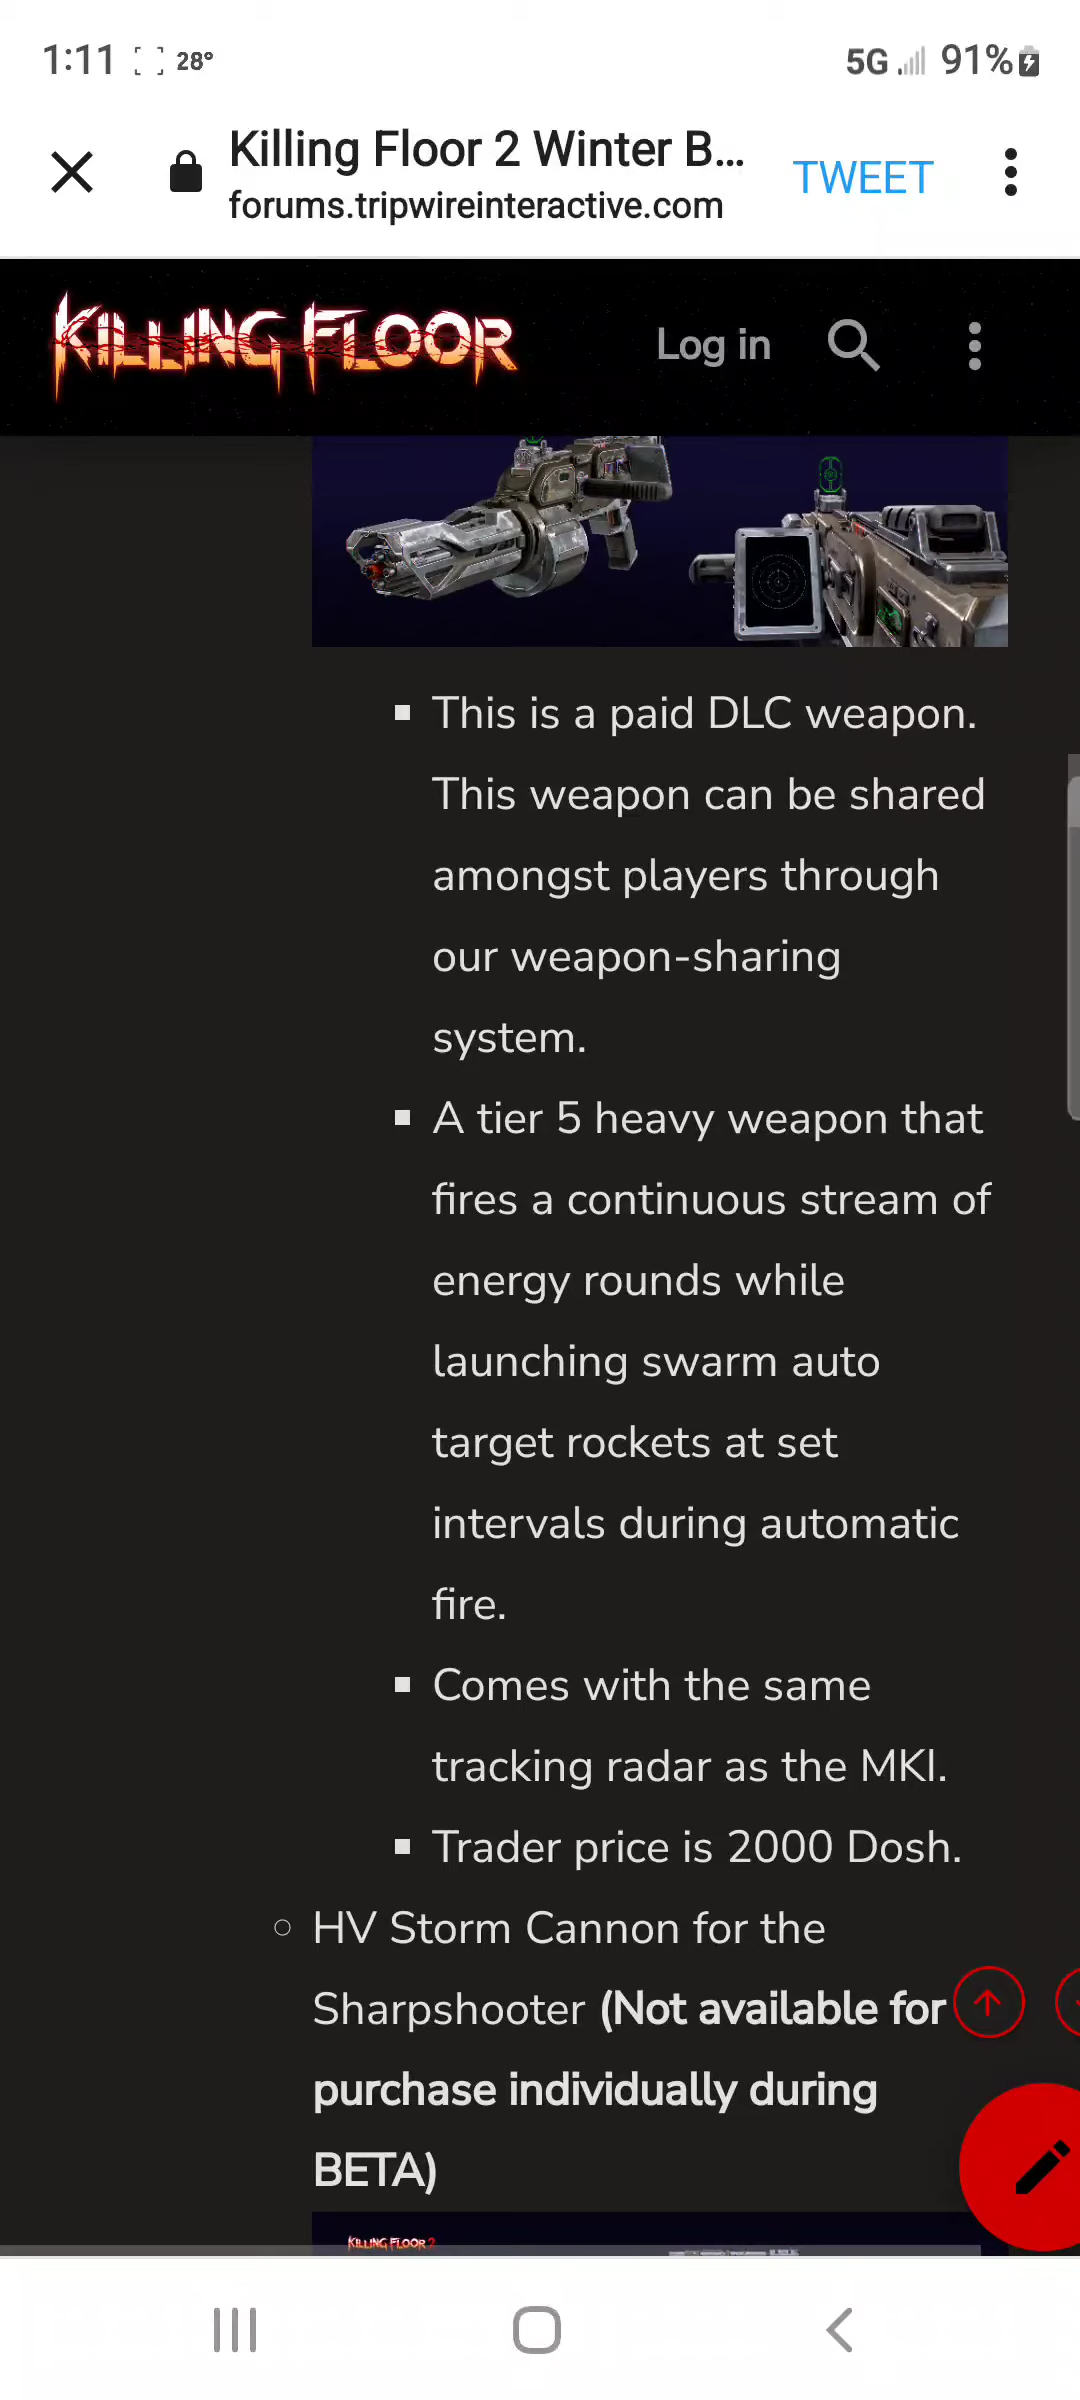 1:11 28° 5G 91%
Killing Floor 2 Winter B...
TWEET
forums.tripwireinteractive.com
KILLING FLOOR
Log in
This is a paid DLC weapon.
This weapon can be shared
amongst players through
our weapon-sharing
system.
A tier 5 heavy weapon that
fires a continuous stream of
energy rounds while
launching swarm auto
target rockets at set
intervals during automatic
fire.
Comes with the same
tracking radar as the MKI.
Trader price is 2000 Dosh.
HV Storm Cannon for the
Sharpshooter (Not available for
purchase individually during
BETA)
KILLING FLOOR 2